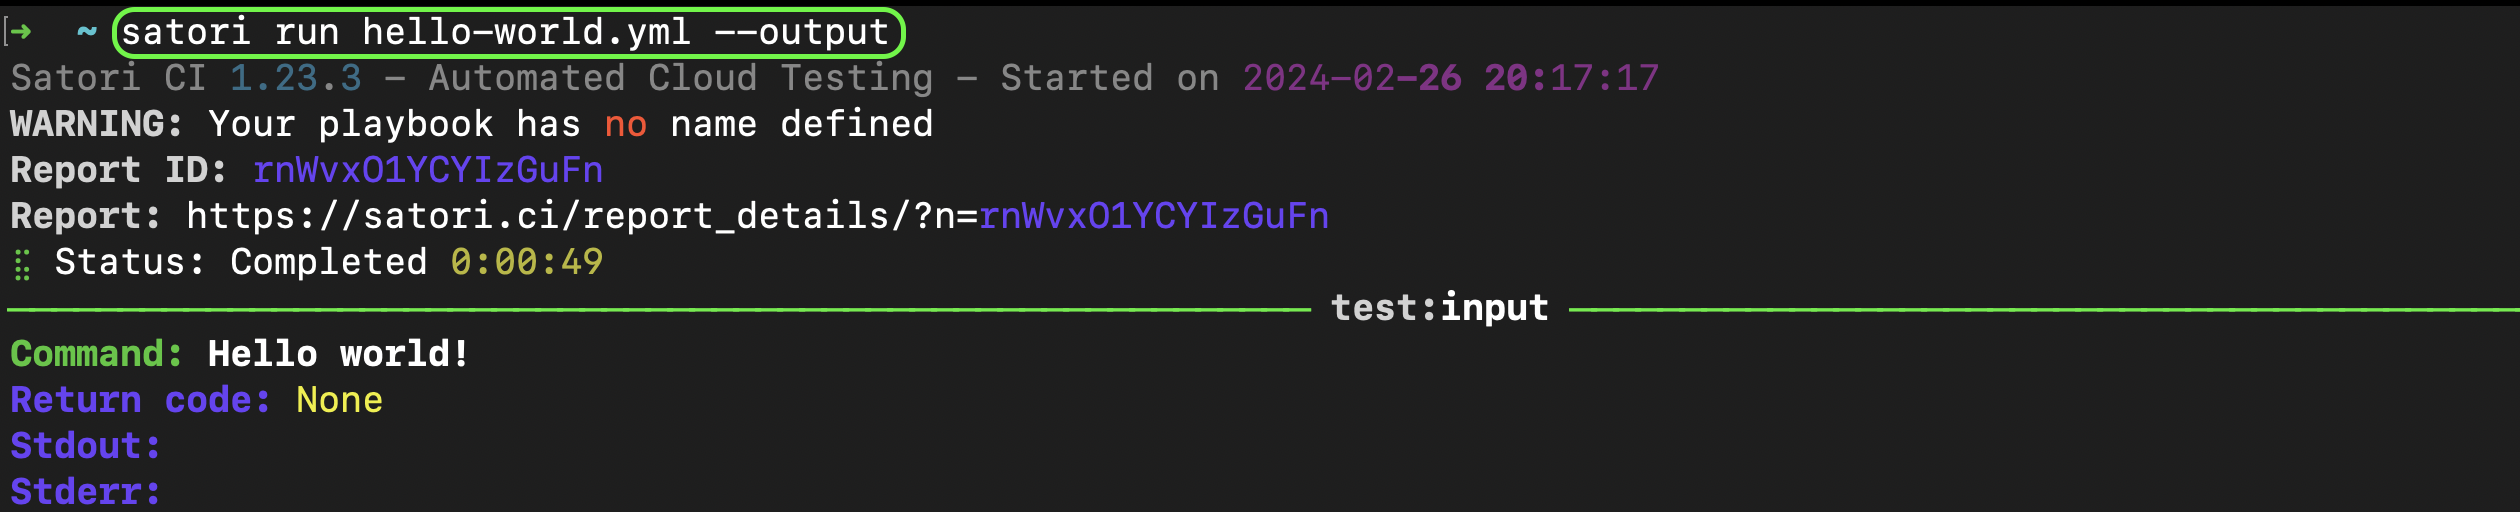 ➜ ~ satori run hello-world.yml --output
Satori CI 1.23.3 – Automated Cloud Testing – Started on 2024-02-26 20:17:17
WARNING: Your playbook has no name defined
Report ID: rnWvxO1YCYIzGuFn
Report: https://satori.ci/report_details/?n=rnWvxO1YCYIzGuFn
Status: Completed 0:00:49
test:input
Command: Hello world!
Return code: None
Stdout:
Stderr: